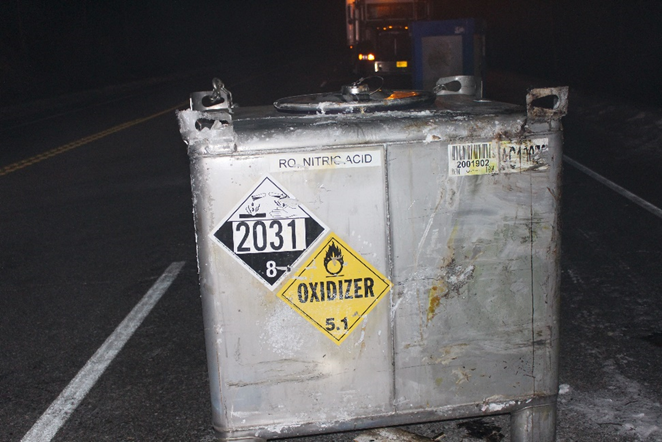 RQ, NITRIC ACID
2001902
2031
8
OXIDIZER
5.1